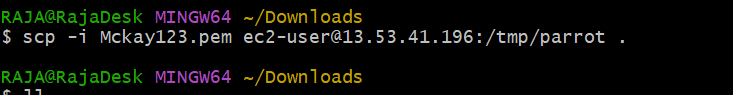 RAJA@RajaDesk MINGW64 ~/Downloads
$ scp -i Mckay123.pem ec2-user@13.53.41.196:/tmp/parrot .
RAJA@RajaDesk MINGW64 ~/Downloads